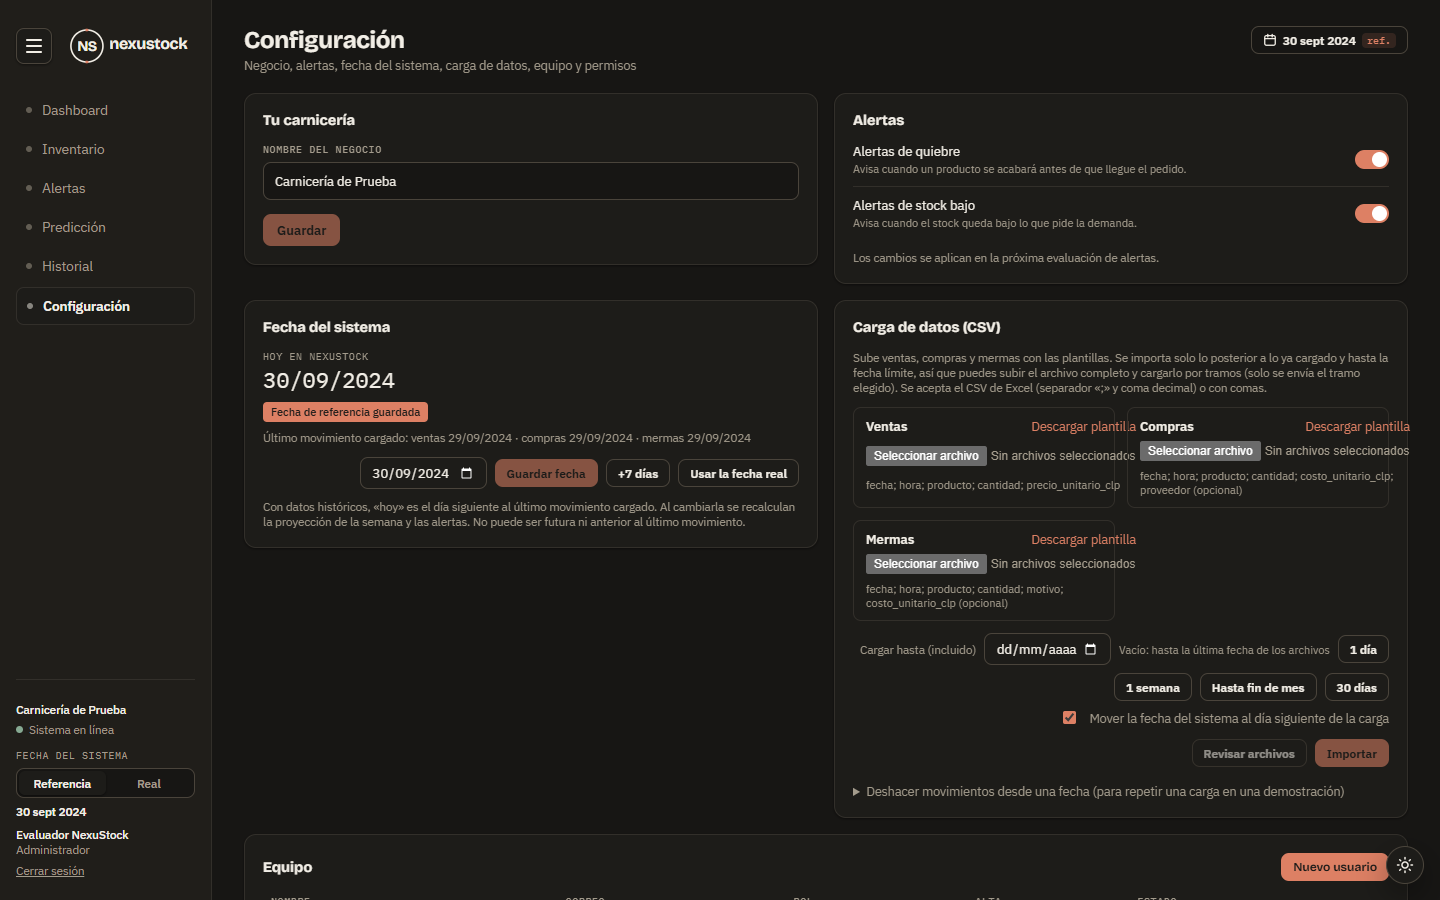 NS nexustock
Dashboard
Inventario
Alertas
Predicción
Historial
Configuración
Carnicería de Prueba
Sistema en línea
FECHA DEL SISTEMA
Referencia Real
30 sept 2024
Evaluador NexuStock
Administrador
Cerrar sesión
Configuración
Negocio, alertas, fecha del sistema, carga de datos, equipo y permisos
30 sept 2024 ref.
Tu carnicería
NOMBRE DEL NEGOCIO
Carnicería de Prueba
Guardar
Alertas
Alertas de quiebre
Avisa cuando un producto se acabará antes de que llegue el pedido.
Alertas de stock bajo
Avisa cuando el stock queda bajo lo que pide la demanda.
Los cambios se aplican en la próxima evaluación de alertas.
Fecha del sistema
HOY EN NEXUSTOCK
30/09/2024
Fecha de referencia guardada
Último movimiento cargado: ventas 29/09/2024 · compras 29/09/2024 · mermas 29/09/2024
30/09/2024 Guardar fecha +7 días Usar la fecha real
Con datos históricos, «hoy» es el día siguiente al último movimiento cargado. Al cambiarla se recalculan
la proyección de la semana y las alertas. No puede ser futura ni anterior al último movimiento.
Carga de datos (CSV)
Sube ventas, compras y mermas con las plantillas. Se importa solo lo posterior a lo ya cargado y hasta la
fecha límite, así que puedes subir el archivo completo y cargarlo por tramos (solo se envía el tramo
elegido). Se acepta el CSV de Excel (separador «;» y coma decimal) o con comas.
Ventas Descargar plantilla
Seleccionar archivo Sin archivos seleccionados
fecha; hora; producto; cantidad; precio_unitario_clp
Compras Descargar plantilla
Seleccionar archivo Sin archivos seleccionados
fecha; hora; producto; cantidad; costo_unitario_clp;
proveedor (opcional)
Mermas Descargar plantilla
Seleccionar archivo Sin archivos seleccionados
fecha; hora; producto; cantidad; motivo;
costo_unitario_clp (opcional)
Cargar hasta (incluido) dd/mm/aaaa Vacío: hasta la última fecha de los archivos 1 día
1 semana Hasta fin de mes 30 días
Mover la fecha del sistema al día siguiente de la carga
Revisar archivos Importar
Deshacer movimientos desde una fecha (para repetir una carga en una demostración)
Equipo
Nuevo usuario